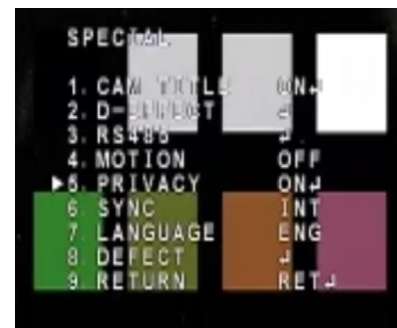 SPECIAL
1. CAM TITLE ON↵
2. D-EFFECT ↵
3. RS485 ↵
4. MOTION OFF
▶5. PRIVACY ON↵
6. SYNC INT
7. LANGUAGE ENG
8. DEFECT ↵
9. RETURN RET↵